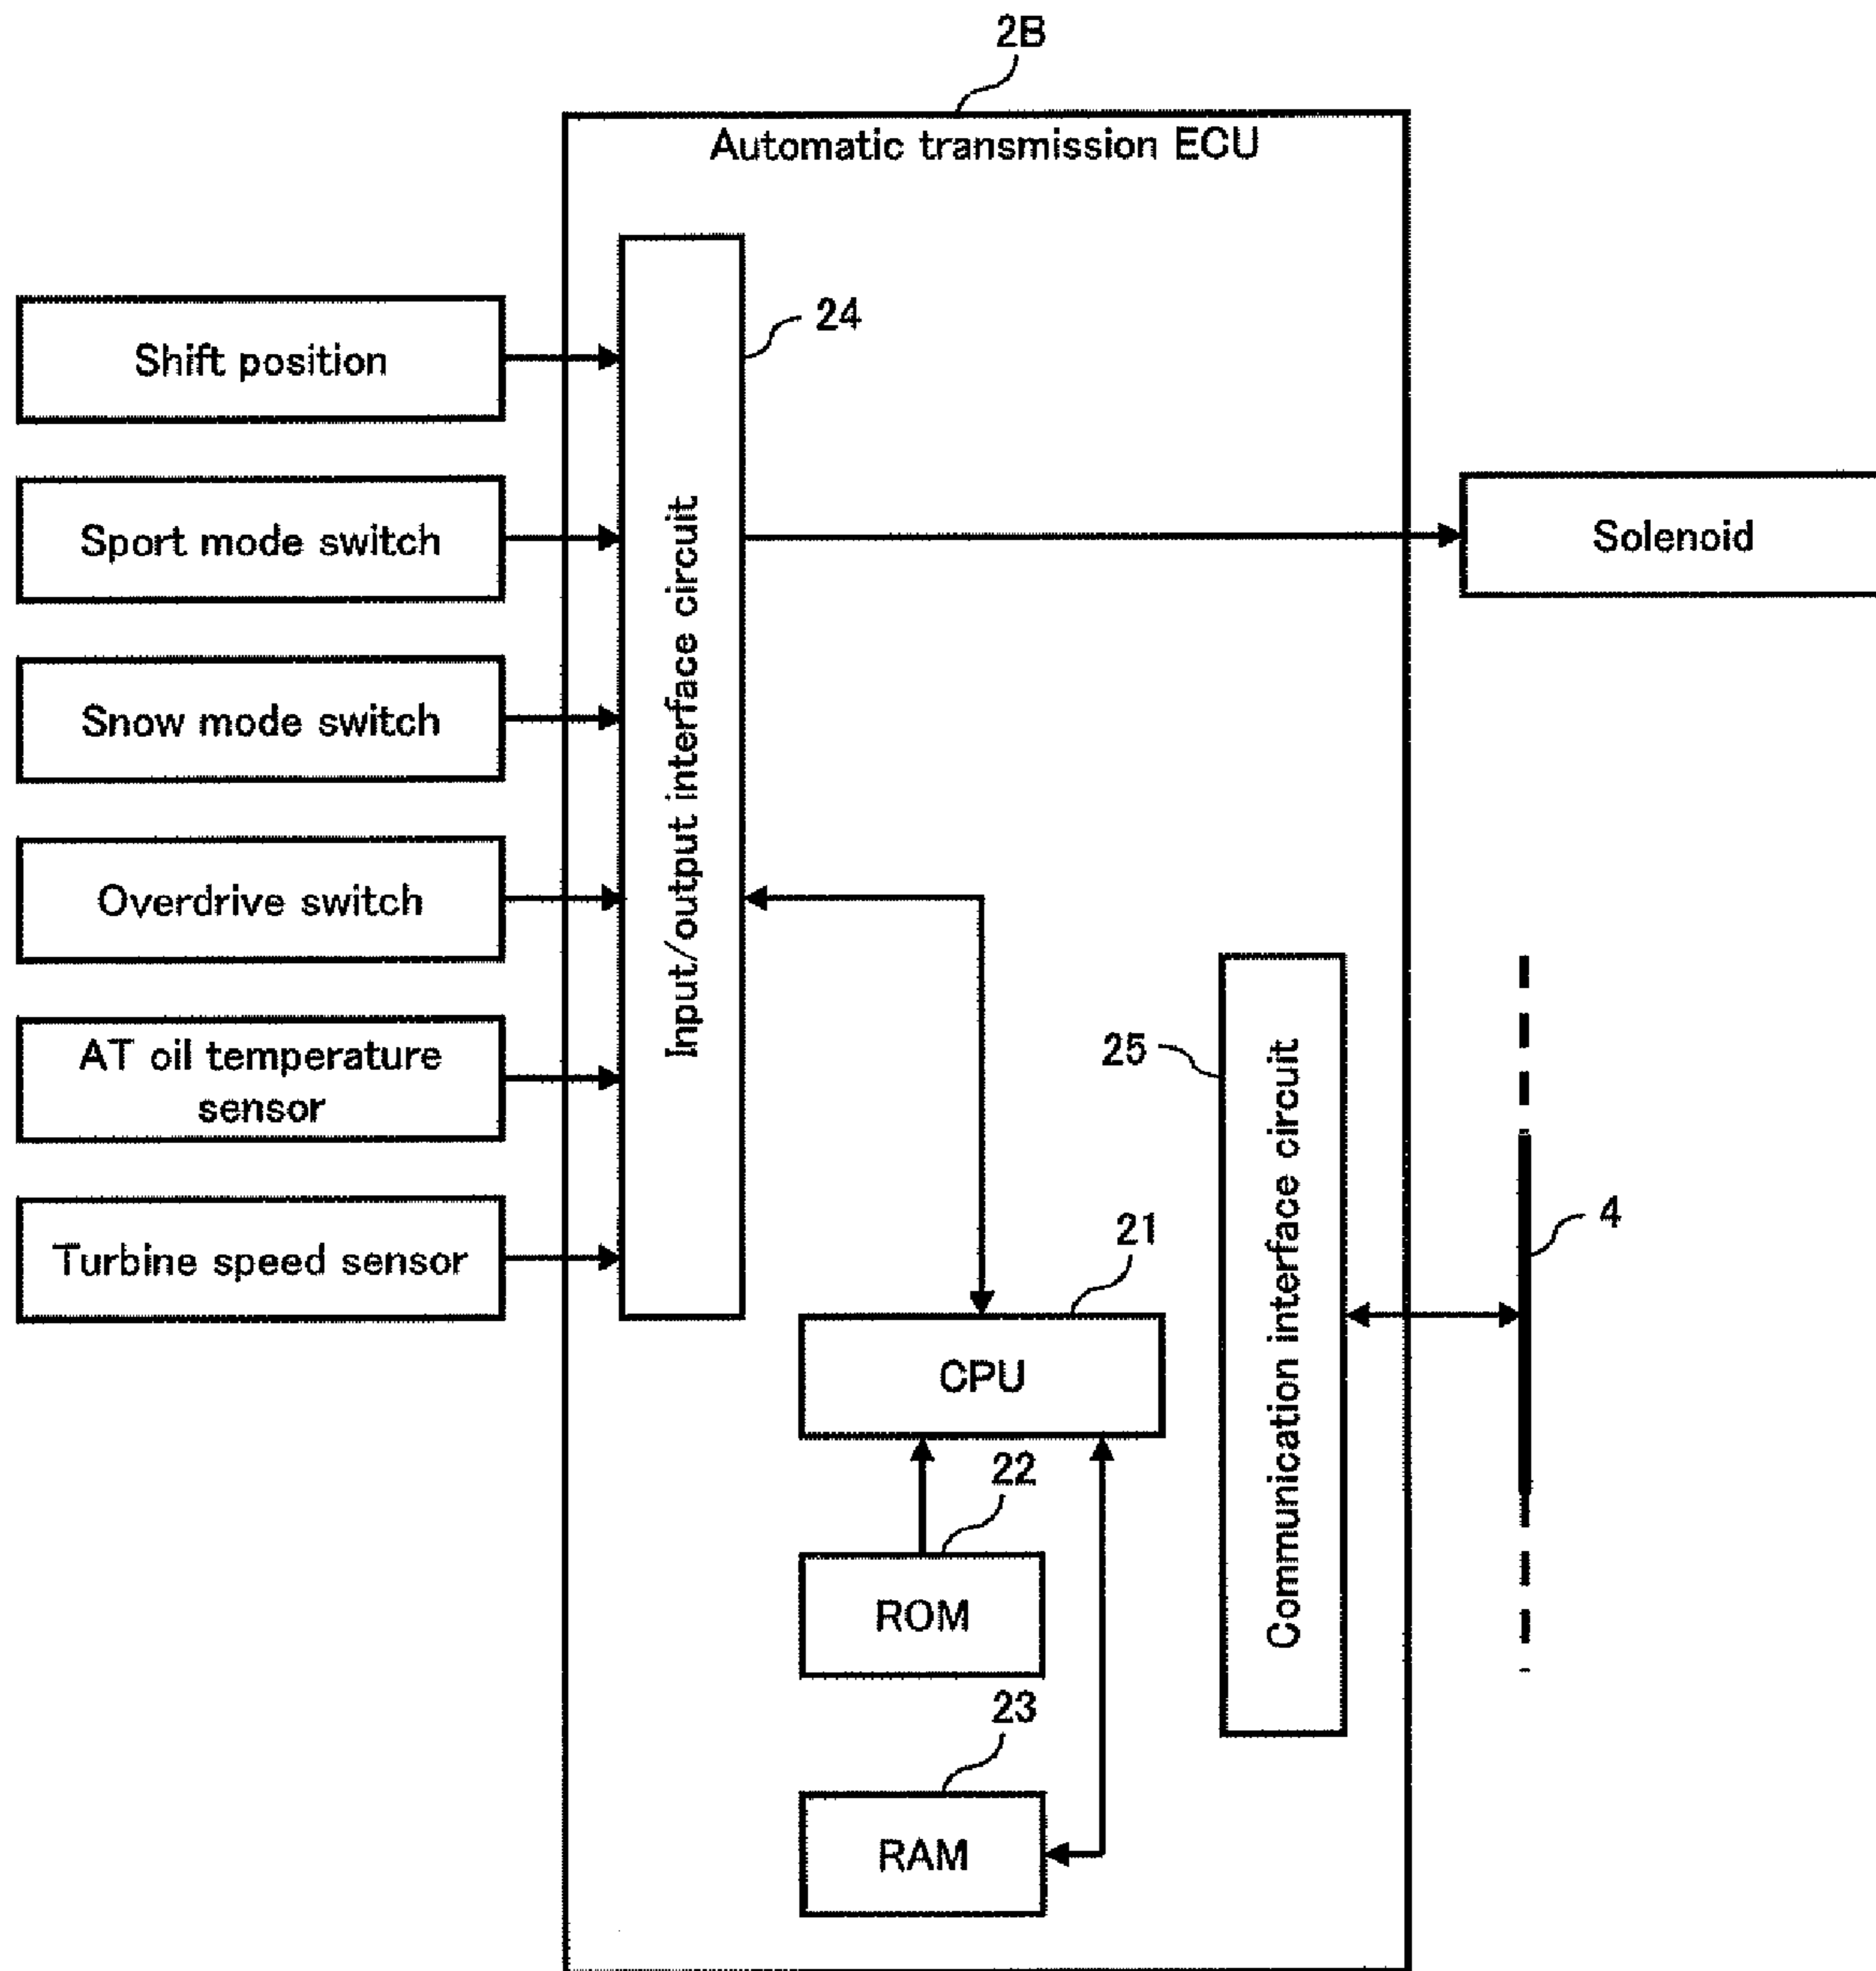 2B
Automatic transmission ECU
24
Shift position
Sport mode switch
Solenoid
Snow mode switch
Input/output interface circuit
Overdrive switch
AT oil temperature
sensor
25
Communication interface circuit
Turbine speed sensor
21
4
CPU
22
ROM
23
RAM